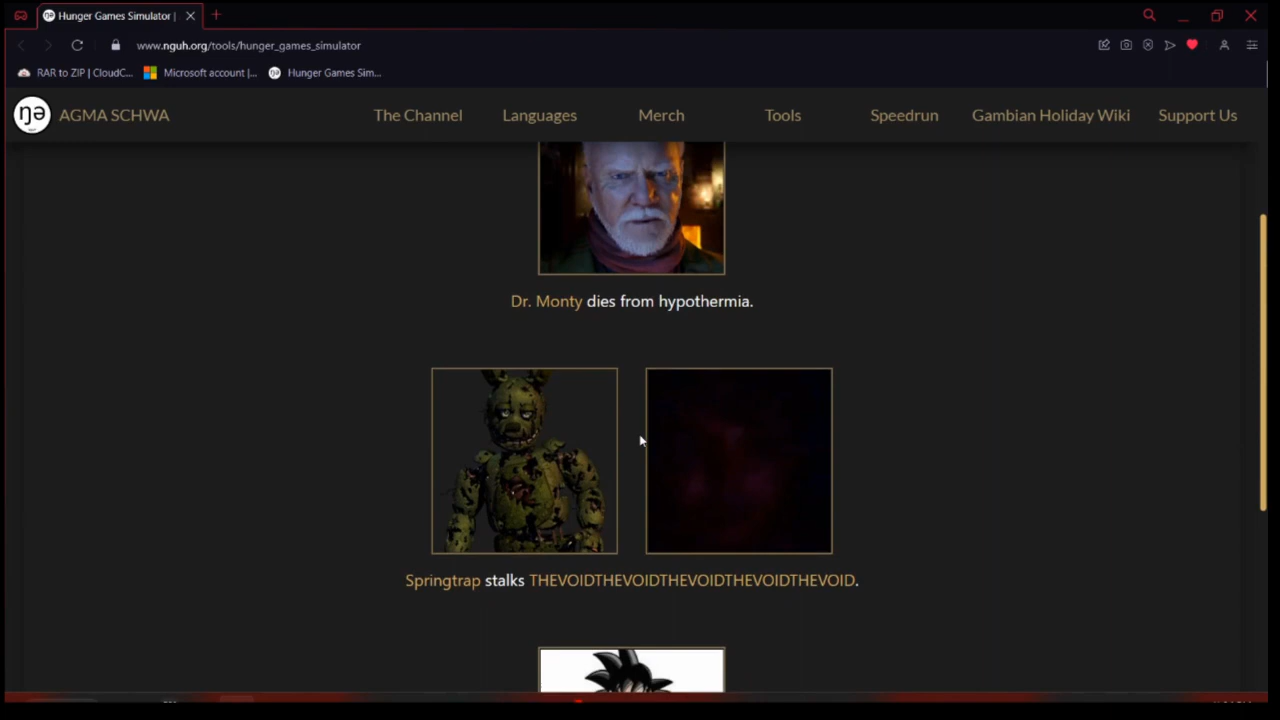 Hunger Games Simulator |
www.nguh.org/tools/hunger_games_simulator
RAR to ZIP | CloudC... Microsoft account |... Hunger Games Sim...
ŋə AGMA SCHWA The Channel Languages Merch Tools Speedrun Gambian Holiday Wiki Support Us
Dr. Monty dies from hypothermia.
Springtrap stalks THEVOIDTHEVOIDTHEVOIDTHEVOIDTHEVOID.